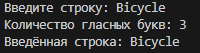 Введите строку: Bicycle
Количество гласных букв: 3
Введённая строка: Bicycle